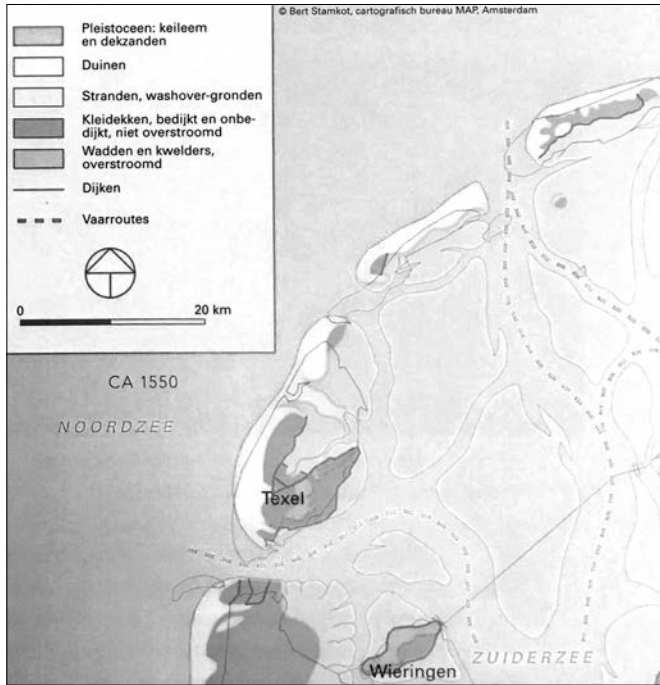 © Bert Stamkot, cartografisch bureau MAP, Amsterdam
Pleistoceen: keileem
en dekzanden
Duinen
Stranden, washover-gronden
Kleidekken, bedijkt en onbe-
dijkt, niet overstroomd
Wadden en kwelders,
overstroomd
Dijken
Vaarroutes
0
20 km
CA 1550
NOORDZEE
Texel
Wieringen
ZUIDERZEE